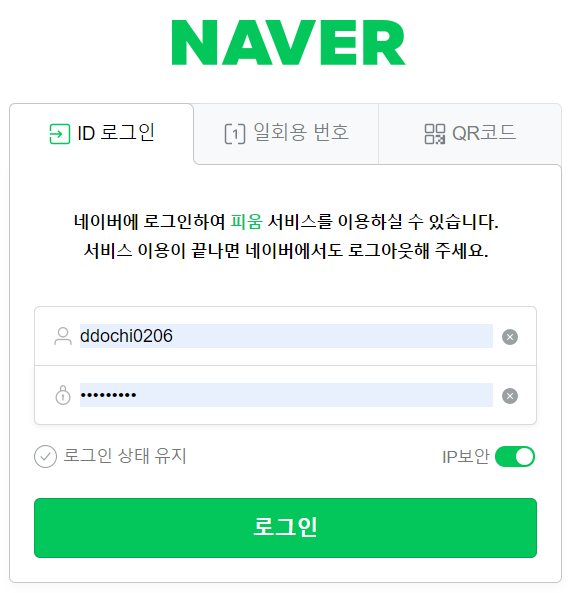 NAVER
ID 로그인
1 일회용 번호
QR코드
네이버에 로그인하여 피움 서비스를 이용하실 수 있습니다.
서비스 이용이 끝나면 네이버에서도 로그아웃해 주세요.
ddochi0206
•••••••••
로그인 상태 유지
IP보안
로그인